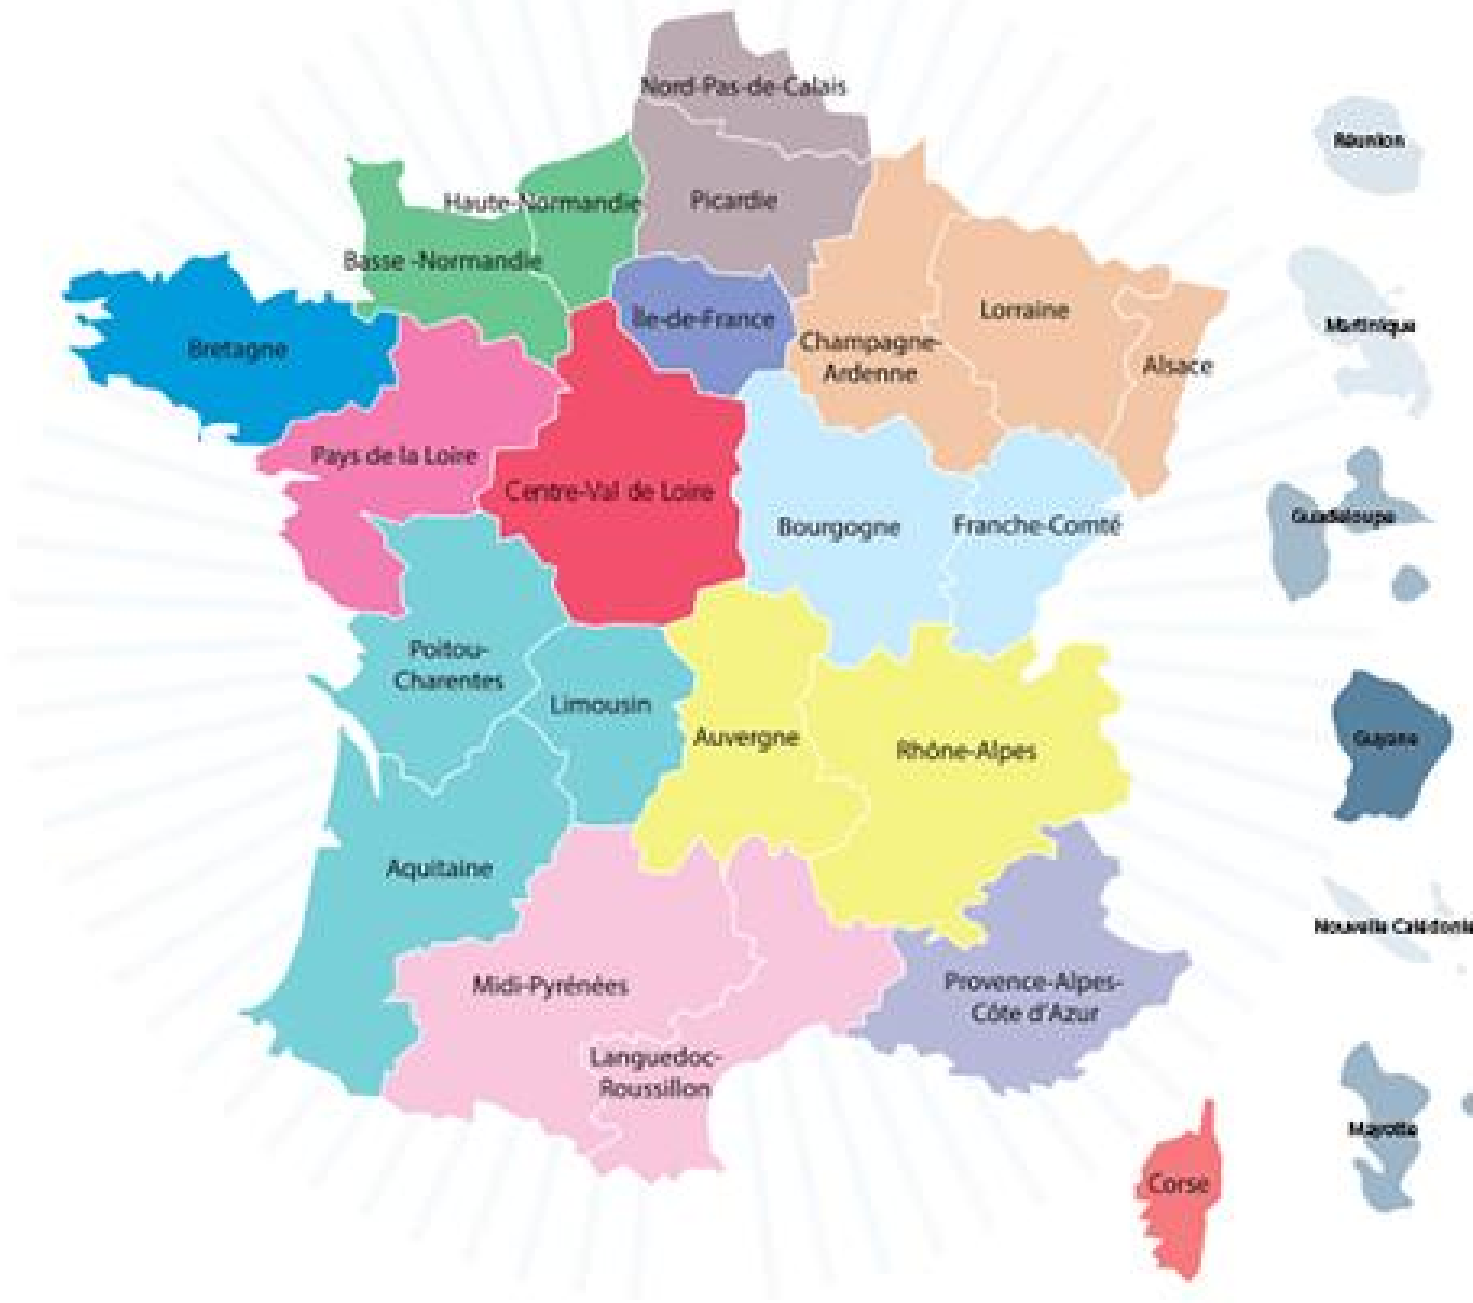 Nord-Pas-de-Calais
Réunion
Haute-Normandie
Picardie
Basse -Normandie
Île-de-France
Lorraine
Martinique
Bretagne
Champagne-
Ardenne
Alsace
Pays de la Loire
Centre-Val de Loire
Bourgogne
Franche-Comté
Guadeloupe
Poitou-
Charentes
Limousin
Auvergne
Rhône-Alpes
Guyane
Aquitaine
Nouvelle Calédonie
Midi-Pyrénées
Provence-Alpes-
Côte d'Azur
Languedoc-
Roussillon
Mayotte
Corse